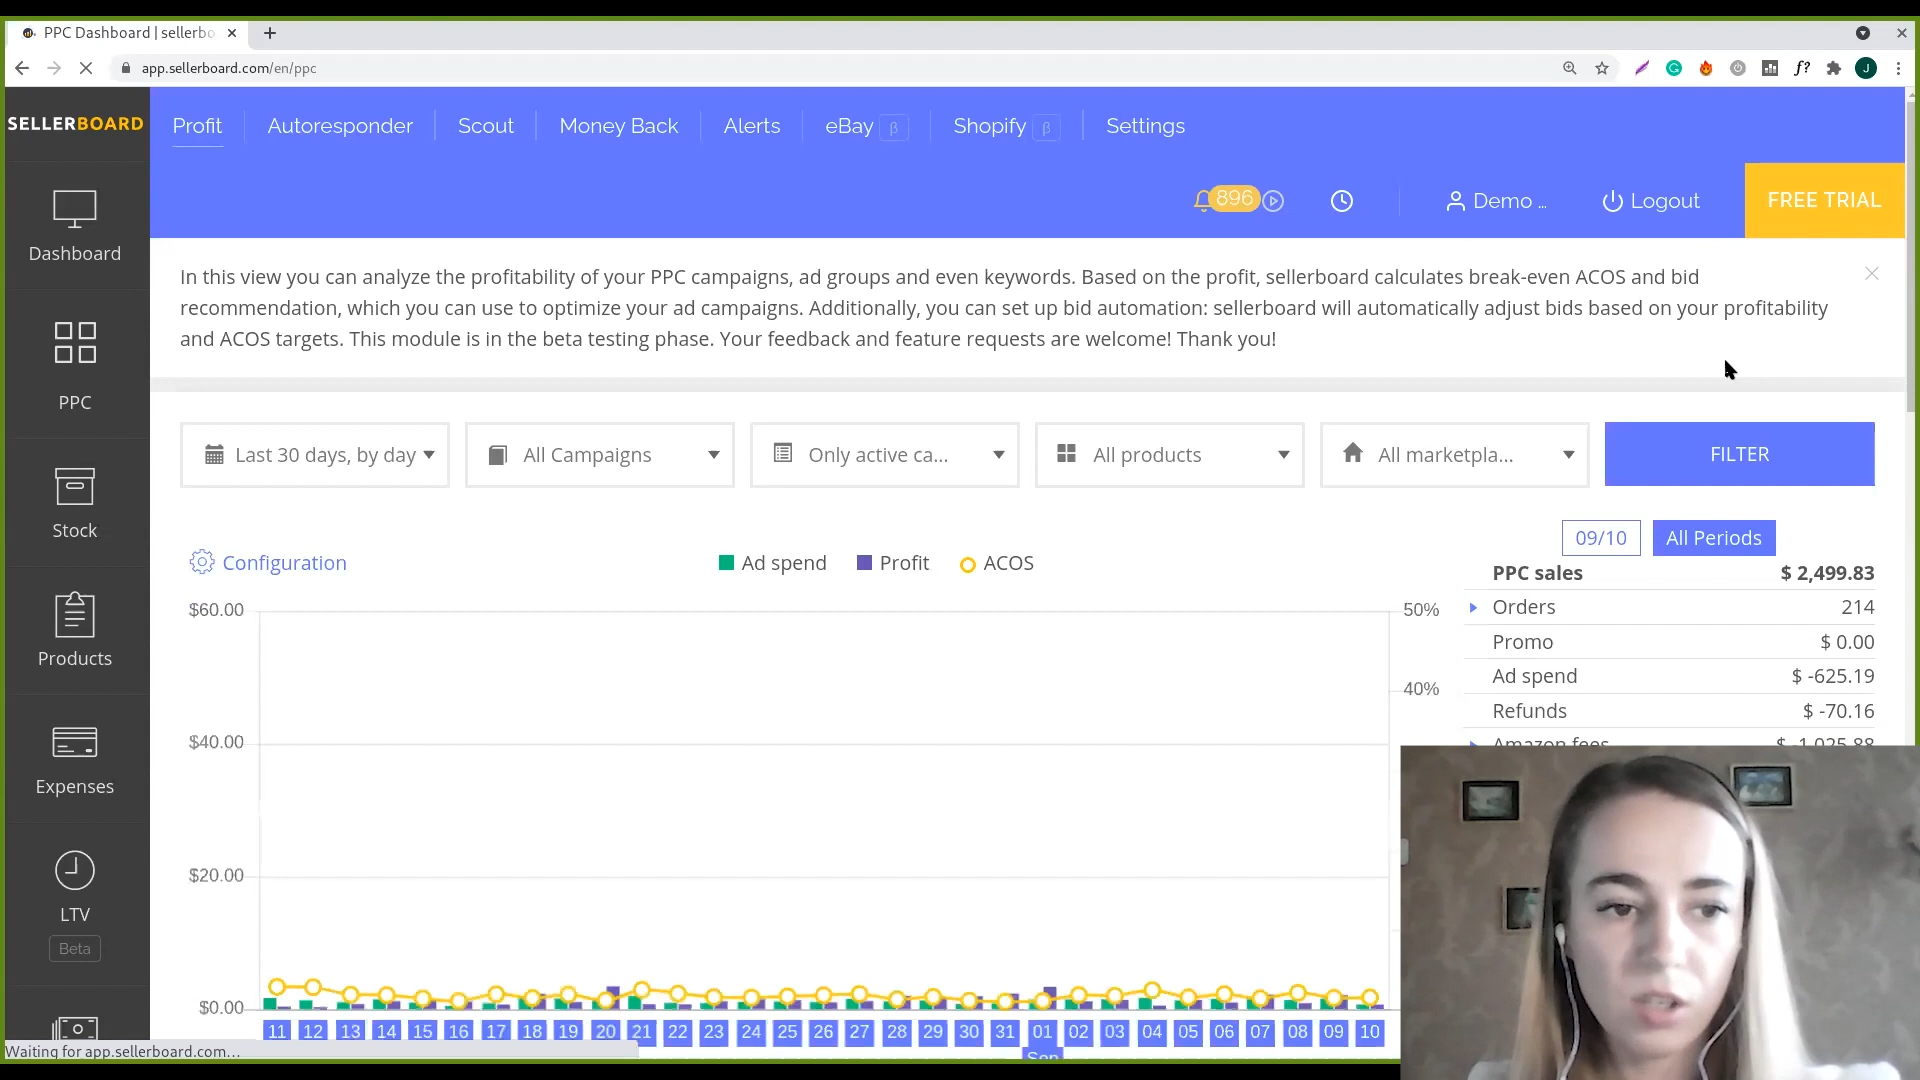 PPC Dashboard | sellerbo
app.sellerboard.com/en/ppc
SELLERBOARD
Profit
Autoresponder
Scout
Money Back
Alerts
eBay β
Shopify β
Settings
896
Demo ...
Logout
FREE TRIAL
Dashboard
PPC
Stock
Products
Expenses
LTV
Beta
In this view you can analyze the profitability of your PPC campaigns, ad groups and even keywords. Based on the profit, sellerboard calculates break-even ACOS and bid
recommendation, which you can use to optimize your ad campaigns. Additionally, you can set up bid automation: sellerboard will automatically adjust bids based on your profitability
and ACOS targets. This module is in the beta testing phase. Your feedback and feature requests are welcome! Thank you!
Last 30 days, by day
All Campaigns
Only active ca...
All products
All marketpla...
FILTER
Configuration
Ad spend
Profit
ACOS
09/10
All Periods
PPC sales $ 2,499.83
Orders 214
Promo $ 0.00
Ad spend $ -625.19
Refunds $ -70.16
Amazon fees $ -1,025.88
$60.00
$40.00
$20.00
$0.00
50%
40%
11 12 13 14 15 16 17 18 19 20 21 22 23 24 25 26 27 28 29 30 31 01 02 03 04 05 06 07 08 09 10
Sep
Waiting for app.sellerboard.com...